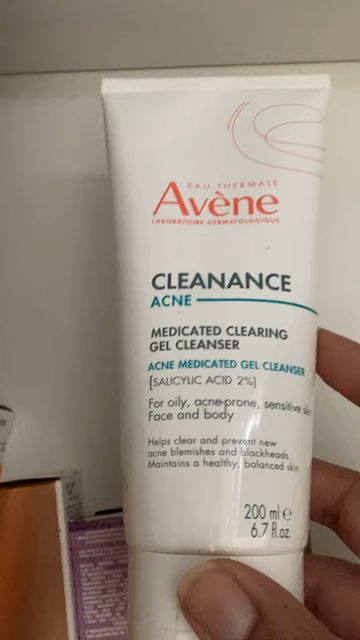 EAU THERMALE
Avène
LABORATOIRE DERMATOLOGIQUE
CLEANANCE
ACNE
MEDICATED CLEARING
GEL CLEANSER
ACNE MEDICATED GEL CLEANSER
[SALICYLIC ACID 2%]
For oily, acne-prone, sensitive skin
Face and body
Helps clear and prevent new
acne blemishes and blackheads.
Maintains a healthy, balanced skin.
200 ml e
6.7 fl.oz.